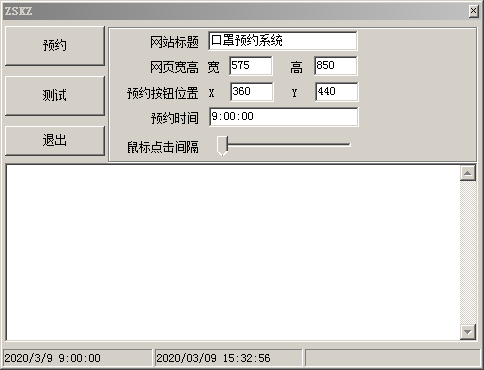 ZSKZ
预约
网站标题 口罩预约系统
网页宽高 宽 575 高 850
测试
预约按钮位置 X 360 Y 440
预约时间 9:00:00
退出
鼠标点击间隔
2020/3/9 9:00:00 2020/03/09 15:32:56